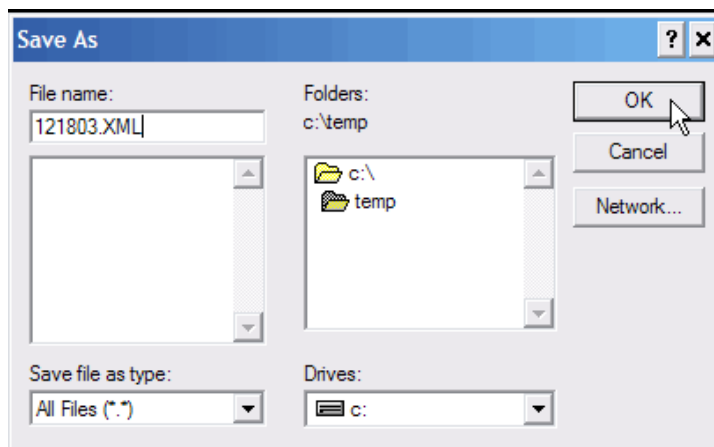 Save As
File name:
121803.XML
Folders:
c:\temp
c:\
temp
OK
Cancel
Network...
Save file as type:
All Files (*.*)
Drives:
c: